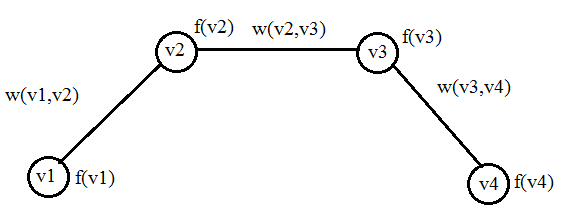 f(v2)
w(v2,v3)
f(v3)
v2
v3
w(v1,v2)
w(v3,v4)
v1
f(v1)
v4
f(v4)